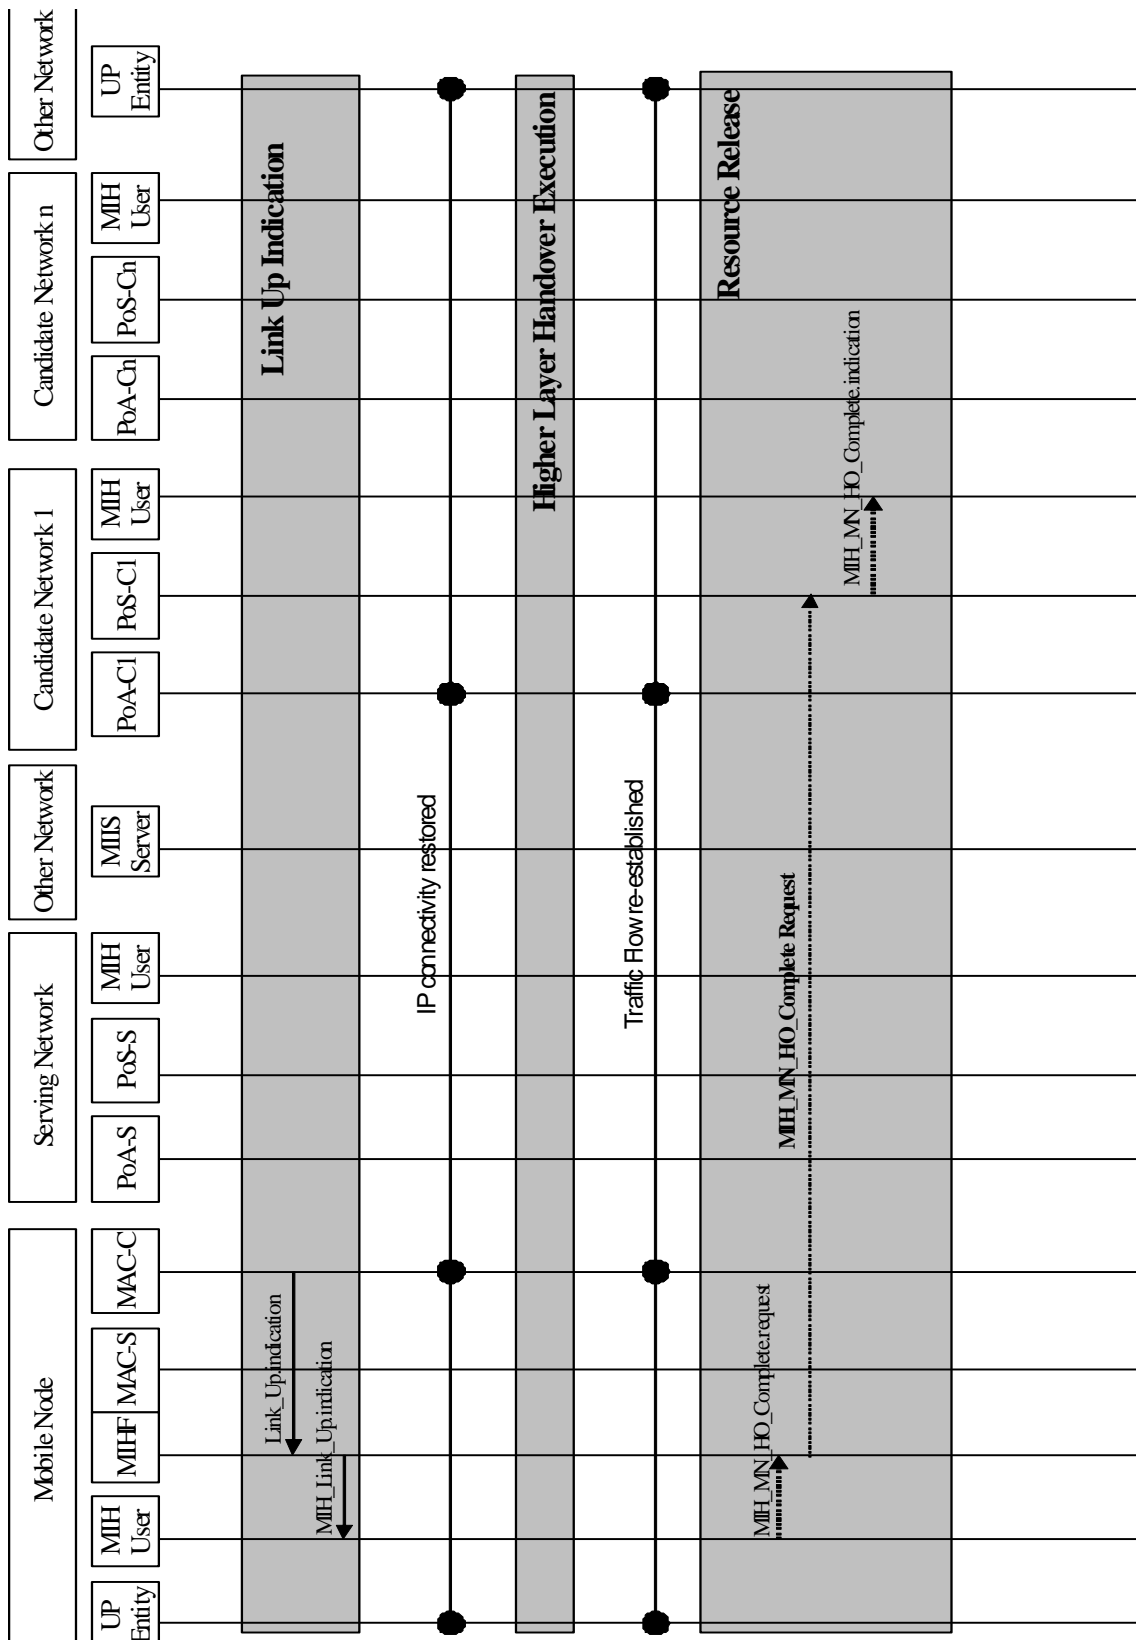 Mobile Node
Serving Network
Other Network
Candidate Network 1
Candidate Network n
Other Network
UP
Entity
MIH
User
MIHF
MAC-S
MAC-C
PoA-S
PoS-S
MIH
User
MIIS
Server
PoA-C1
PoS-C1
MIH
User
PoA-Cn
PoS-Cn
MIH
User
UP
Entity
Link Up Indication
Link_Up.indication
MIH_Link_Up.indication
IP connectivity restored
Higher Layer Handover Execution
Traffic Flow re-established
Resource Release
MIH_MN_HO_Complete.request
MIH_MN_HO_Complete Request
MIH_MN_HO_Complete.indication